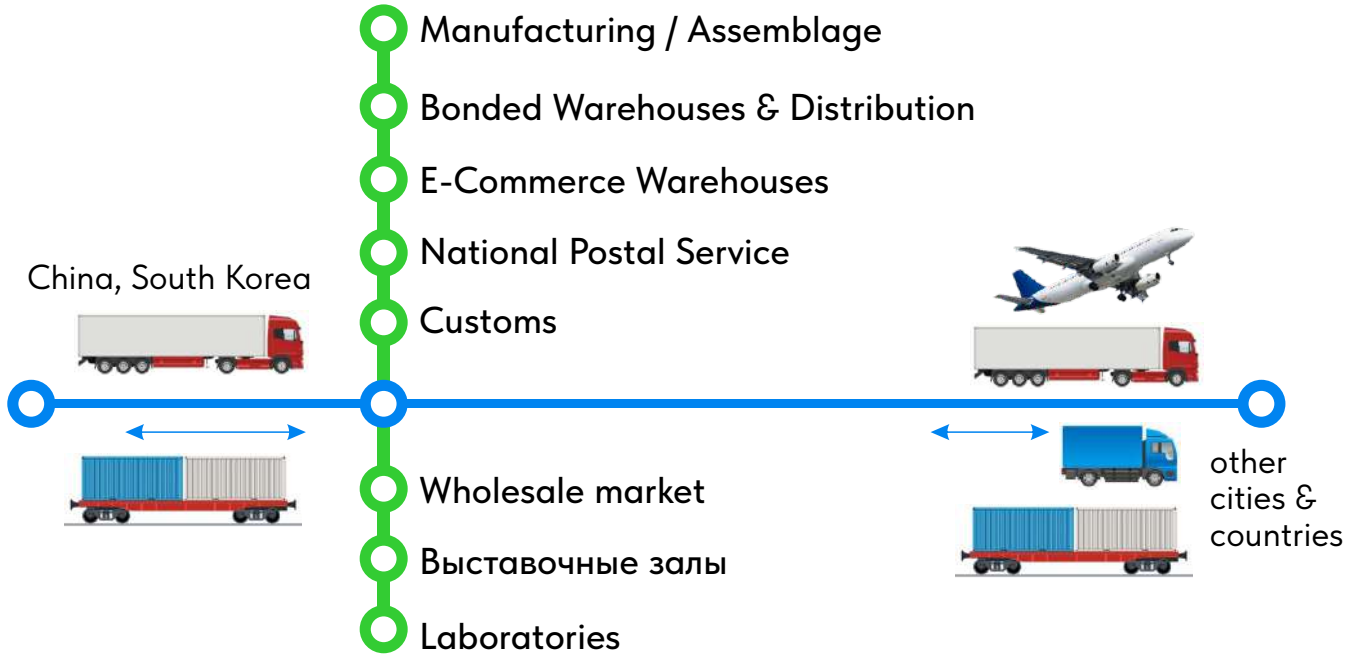 Manufacturing / Assemblage
Bonded Warehouses & Distribution
E-Commerce Warehouses
National Postal Service
China, South Korea
Customs
Wholesale market
other
cities &
countries
Выставочные залы
Laboratories